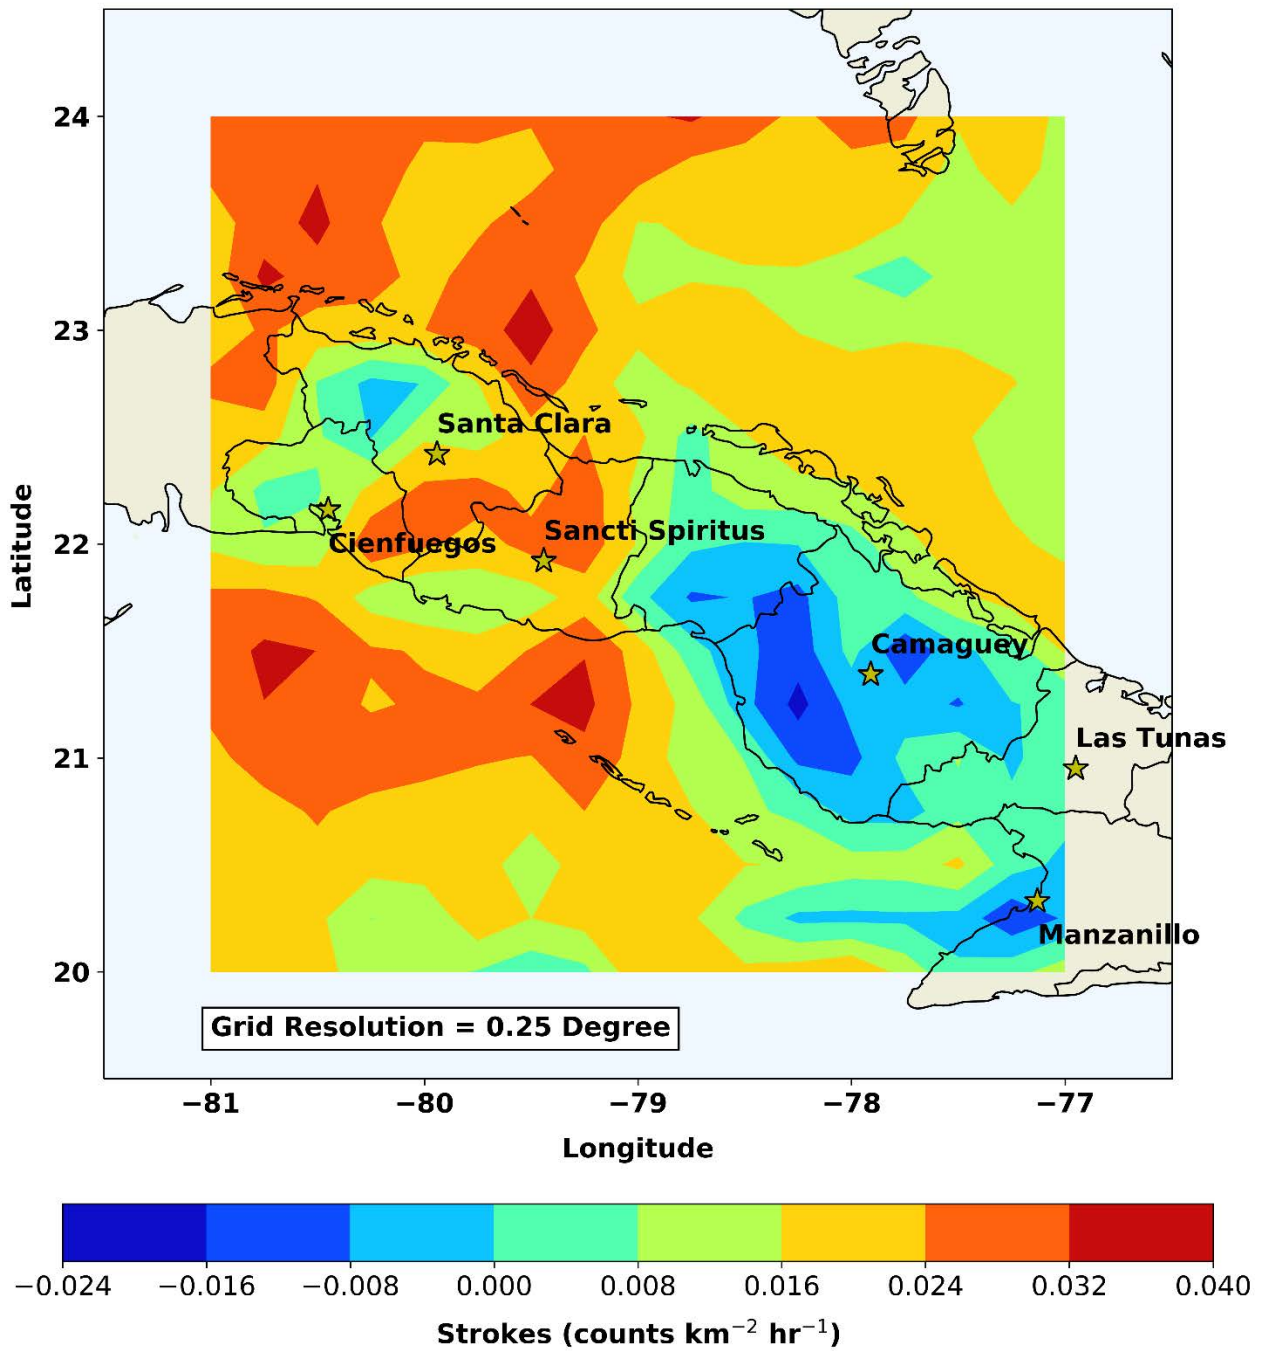 24
23
Santa Clara
Sancti Spiritus
22
Cienfuegos
Latitude
Camaguey
Las Tunas
21
Manzanillo
20
Grid Resolution = 0.25 Degree
−81 −80 −79 −78 −77
Longitude
−0.024 −0.016 −0.008 0.000 0.008 0.016 0.024 0.032 0.040
Strokes (counts km⁻² hr⁻¹)